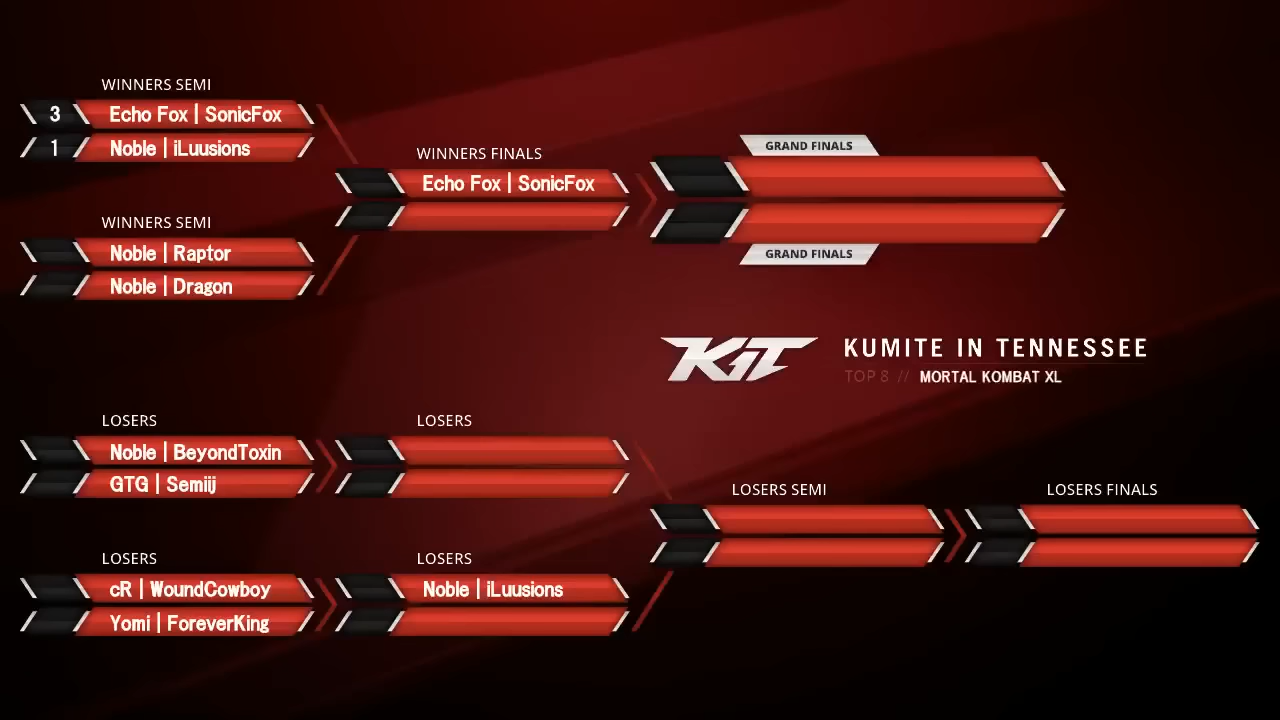 WINNERS SEMI
3 Echo Fox | SonicFox
1 Noble | iLuusions
WINNERS FINALS
Echo Fox | SonicFox
GRAND FINALS
GRAND FINALS
WINNERS SEMI
Noble | Raptor
Noble | Dragon
KiT
KUMITE IN TENNESSEE
TOP 8 // MORTAL KOMBAT XL
LOSERS
Noble | BeyondToxin
GTG | Semiij
LOSERS
LOSERS SEMI
LOSERS FINALS
LOSERS
cR | WoundCowboy
Yomi | ForeverKing
LOSERS
Noble | iLuusions